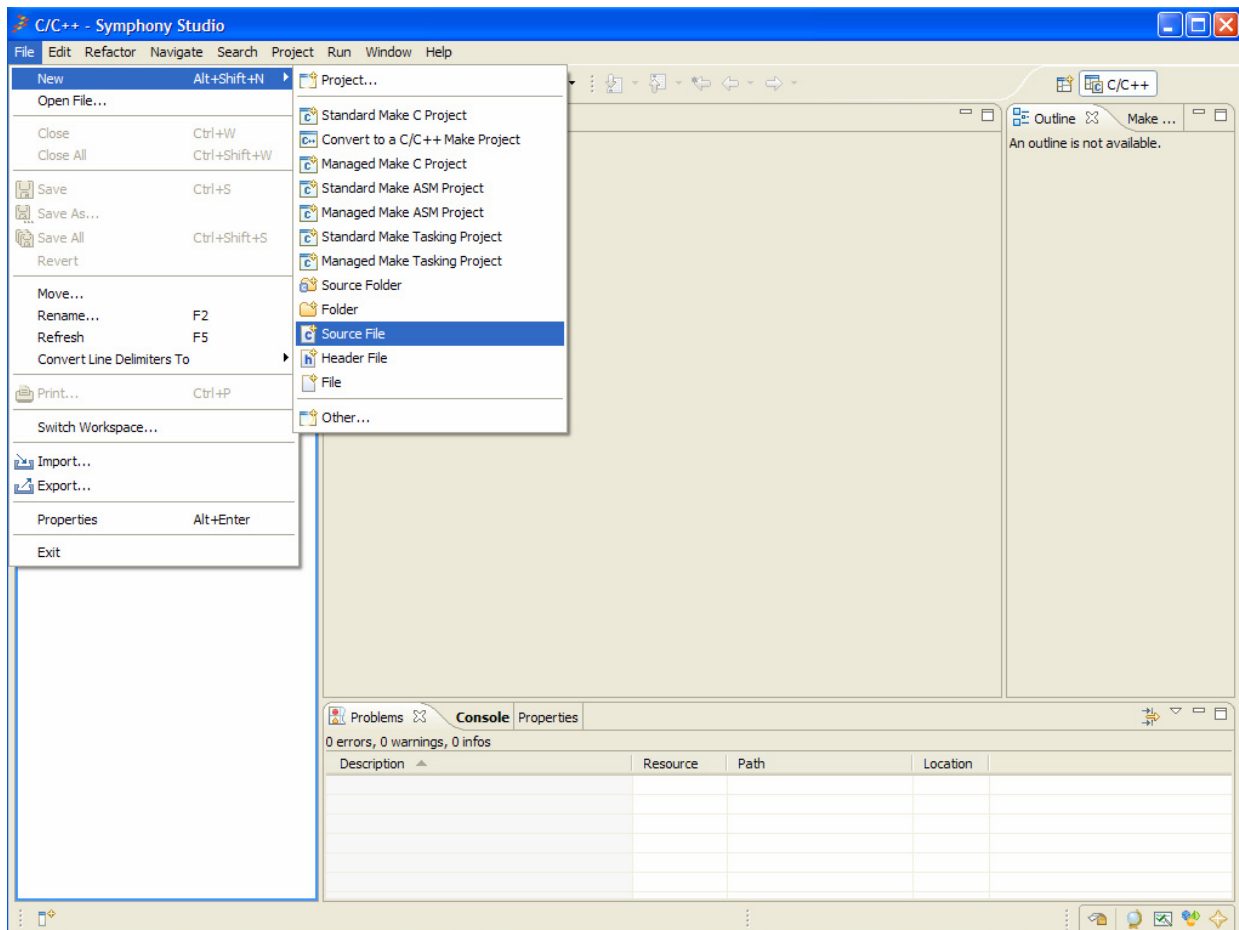 C/C++ - Symphony Studio
File Edit Refactor Navigate Search Project Run Window Help
New Alt+Shift+N
Open File...
Close Ctrl+W
Close All Ctrl+Shift+W
Save Ctrl+S
Save As...
Save All Ctrl+Shift+S
Revert
Move...
Rename... F2
Refresh F5
Convert Line Delimiters To
Print... Ctrl+P
Switch Workspace...
Import...
Export...
Properties Alt+Enter
Exit
Project...
Standard Make C Project
Convert to a C/C++ Make Project
Managed Make C Project
Standard Make ASM Project
Managed Make ASM Project
Standard Make Tasking Project
Managed Make Tasking Project
Source Folder
Folder
Source File
Header File
File
Other...
C/C++
Outline Make ...
An outline is not available.
Problems Console Properties
0 errors, 0 warnings, 0 infos
Description Resource Path Location